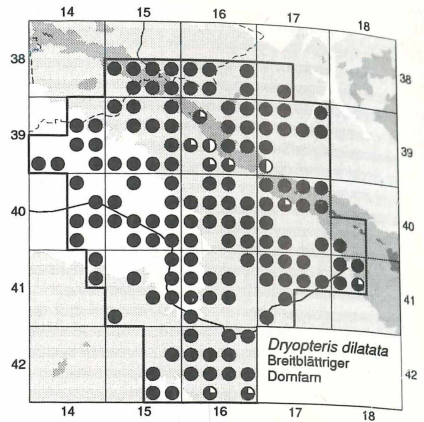 14 15 16 17 18
38 38
39 39
40 40
41 41
Dryopteris dilatata
Breitblättriger
Dornfarn
42 42
14 15 16 17 18